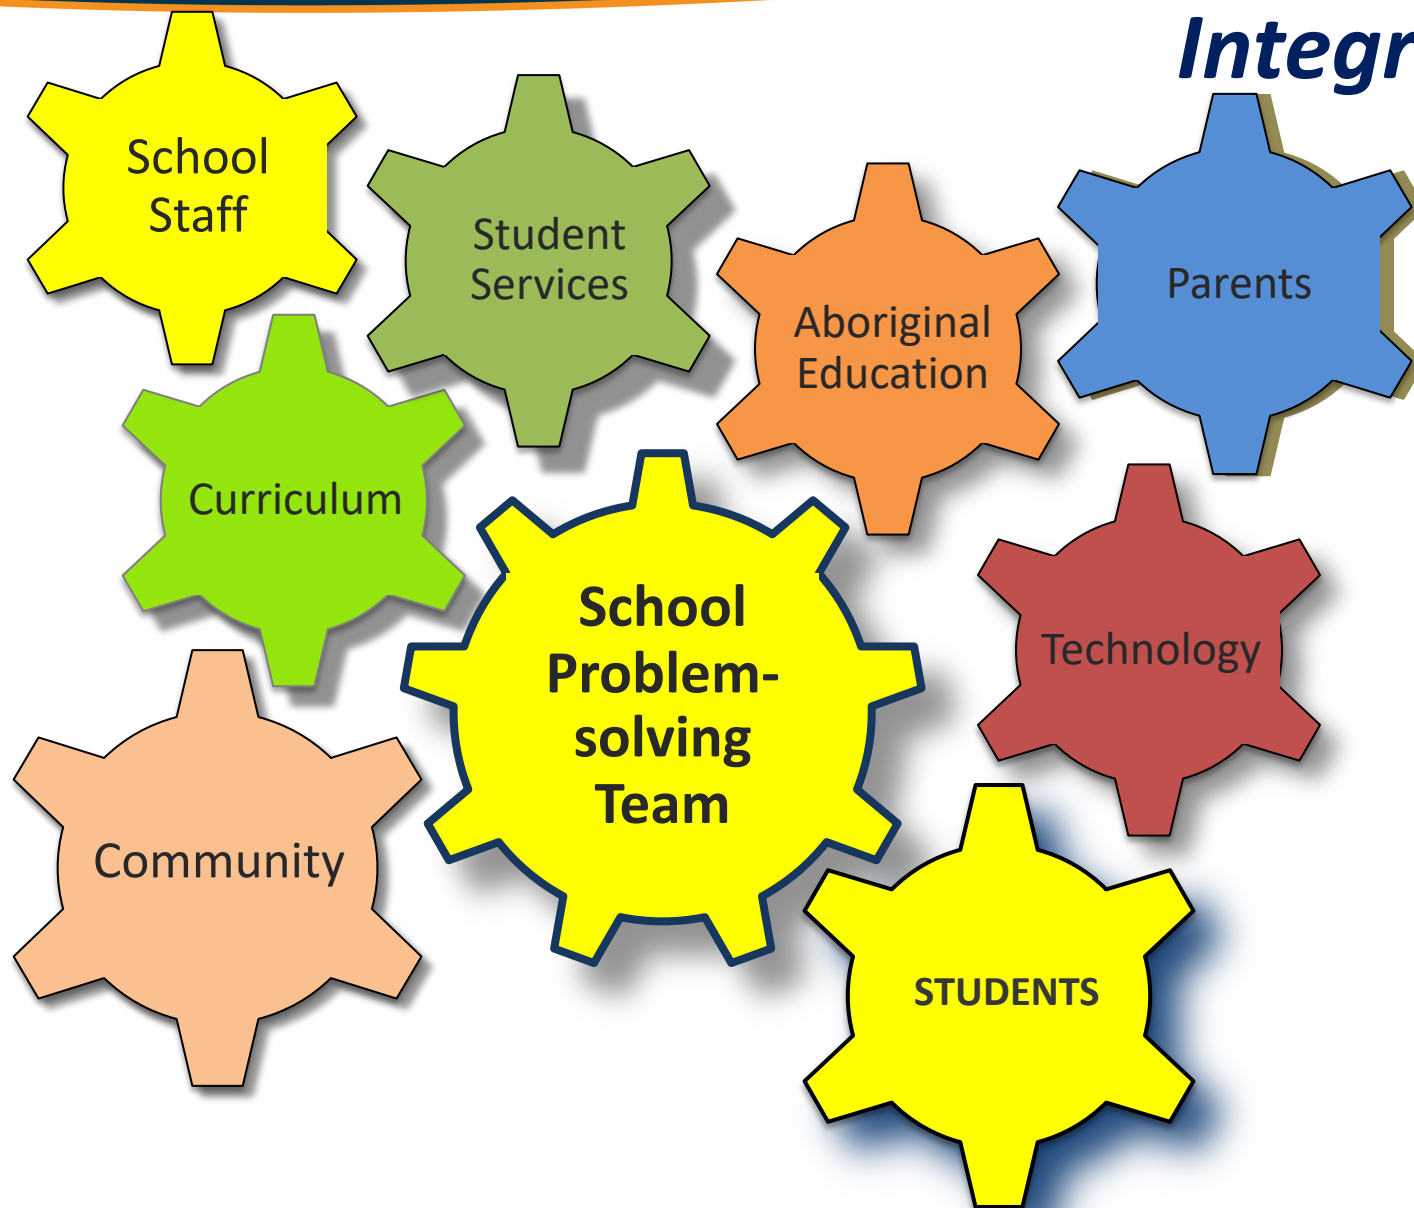 Integr
School
Staff
Student
Services
Aboriginal
Education
Parents
Curriculum
School
Problem-
solving
Team
Technology
Community
STUDENTS